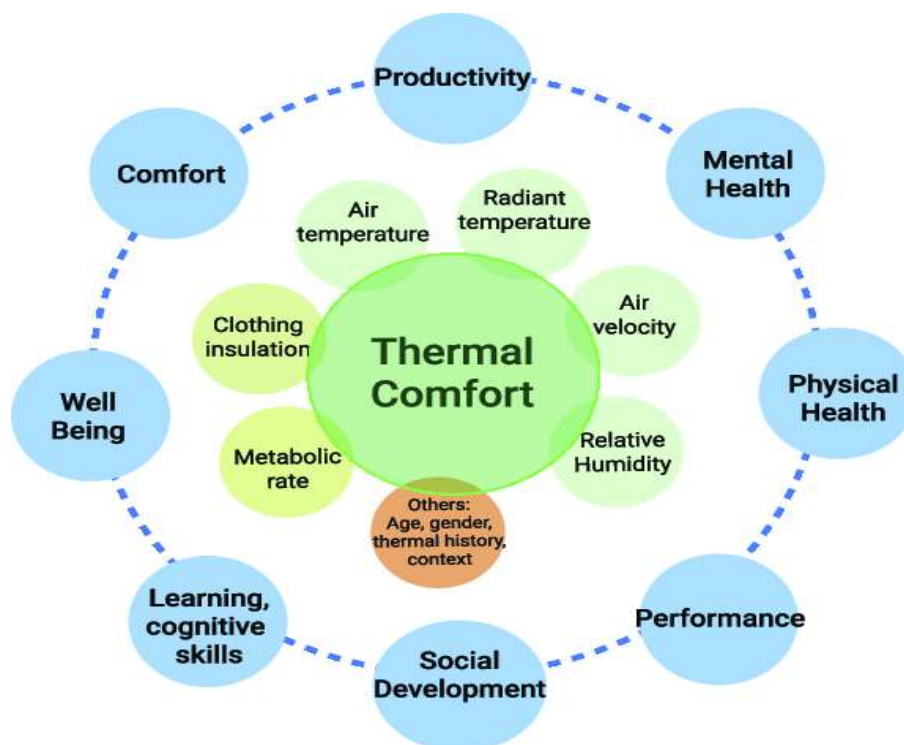 Productivity
Mental
Health
Comfort
Air
temperature
Radiant
temperature
Air
velocity
Clothing
insulation
Thermal
Comfort
Well
Being
Physical
Health
Metabolic
rate
Relative
Humidity
Others:
Age, gender,
thermal history,
context
Learning,
cognitive
skills
Performance
Social
Development